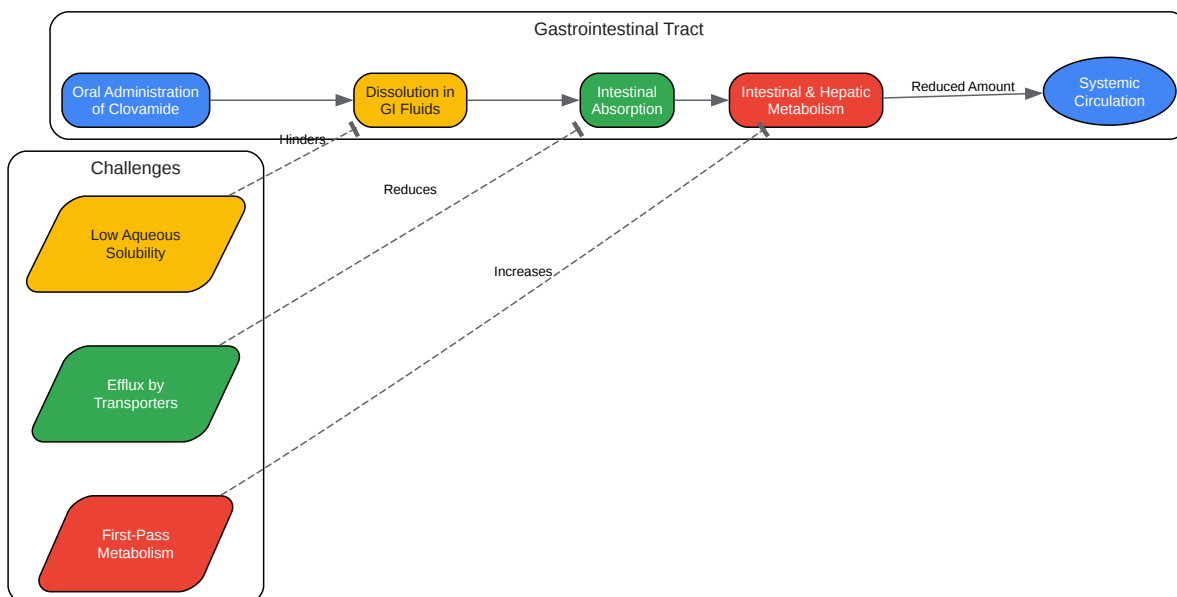 Gastrointestinal Tract
Oral Administration
of Clovamide
Dissolution in
GI Fluids
Intestinal
Absorption
Intestinal & Hepatic
Metabolism
Reduced Amount
Systemic
Circulation
Hinders
Challenges
Reduces
Low Aqueous
Solubility
Increases
Efflux by
Transporters
First-Pass
Metabolism